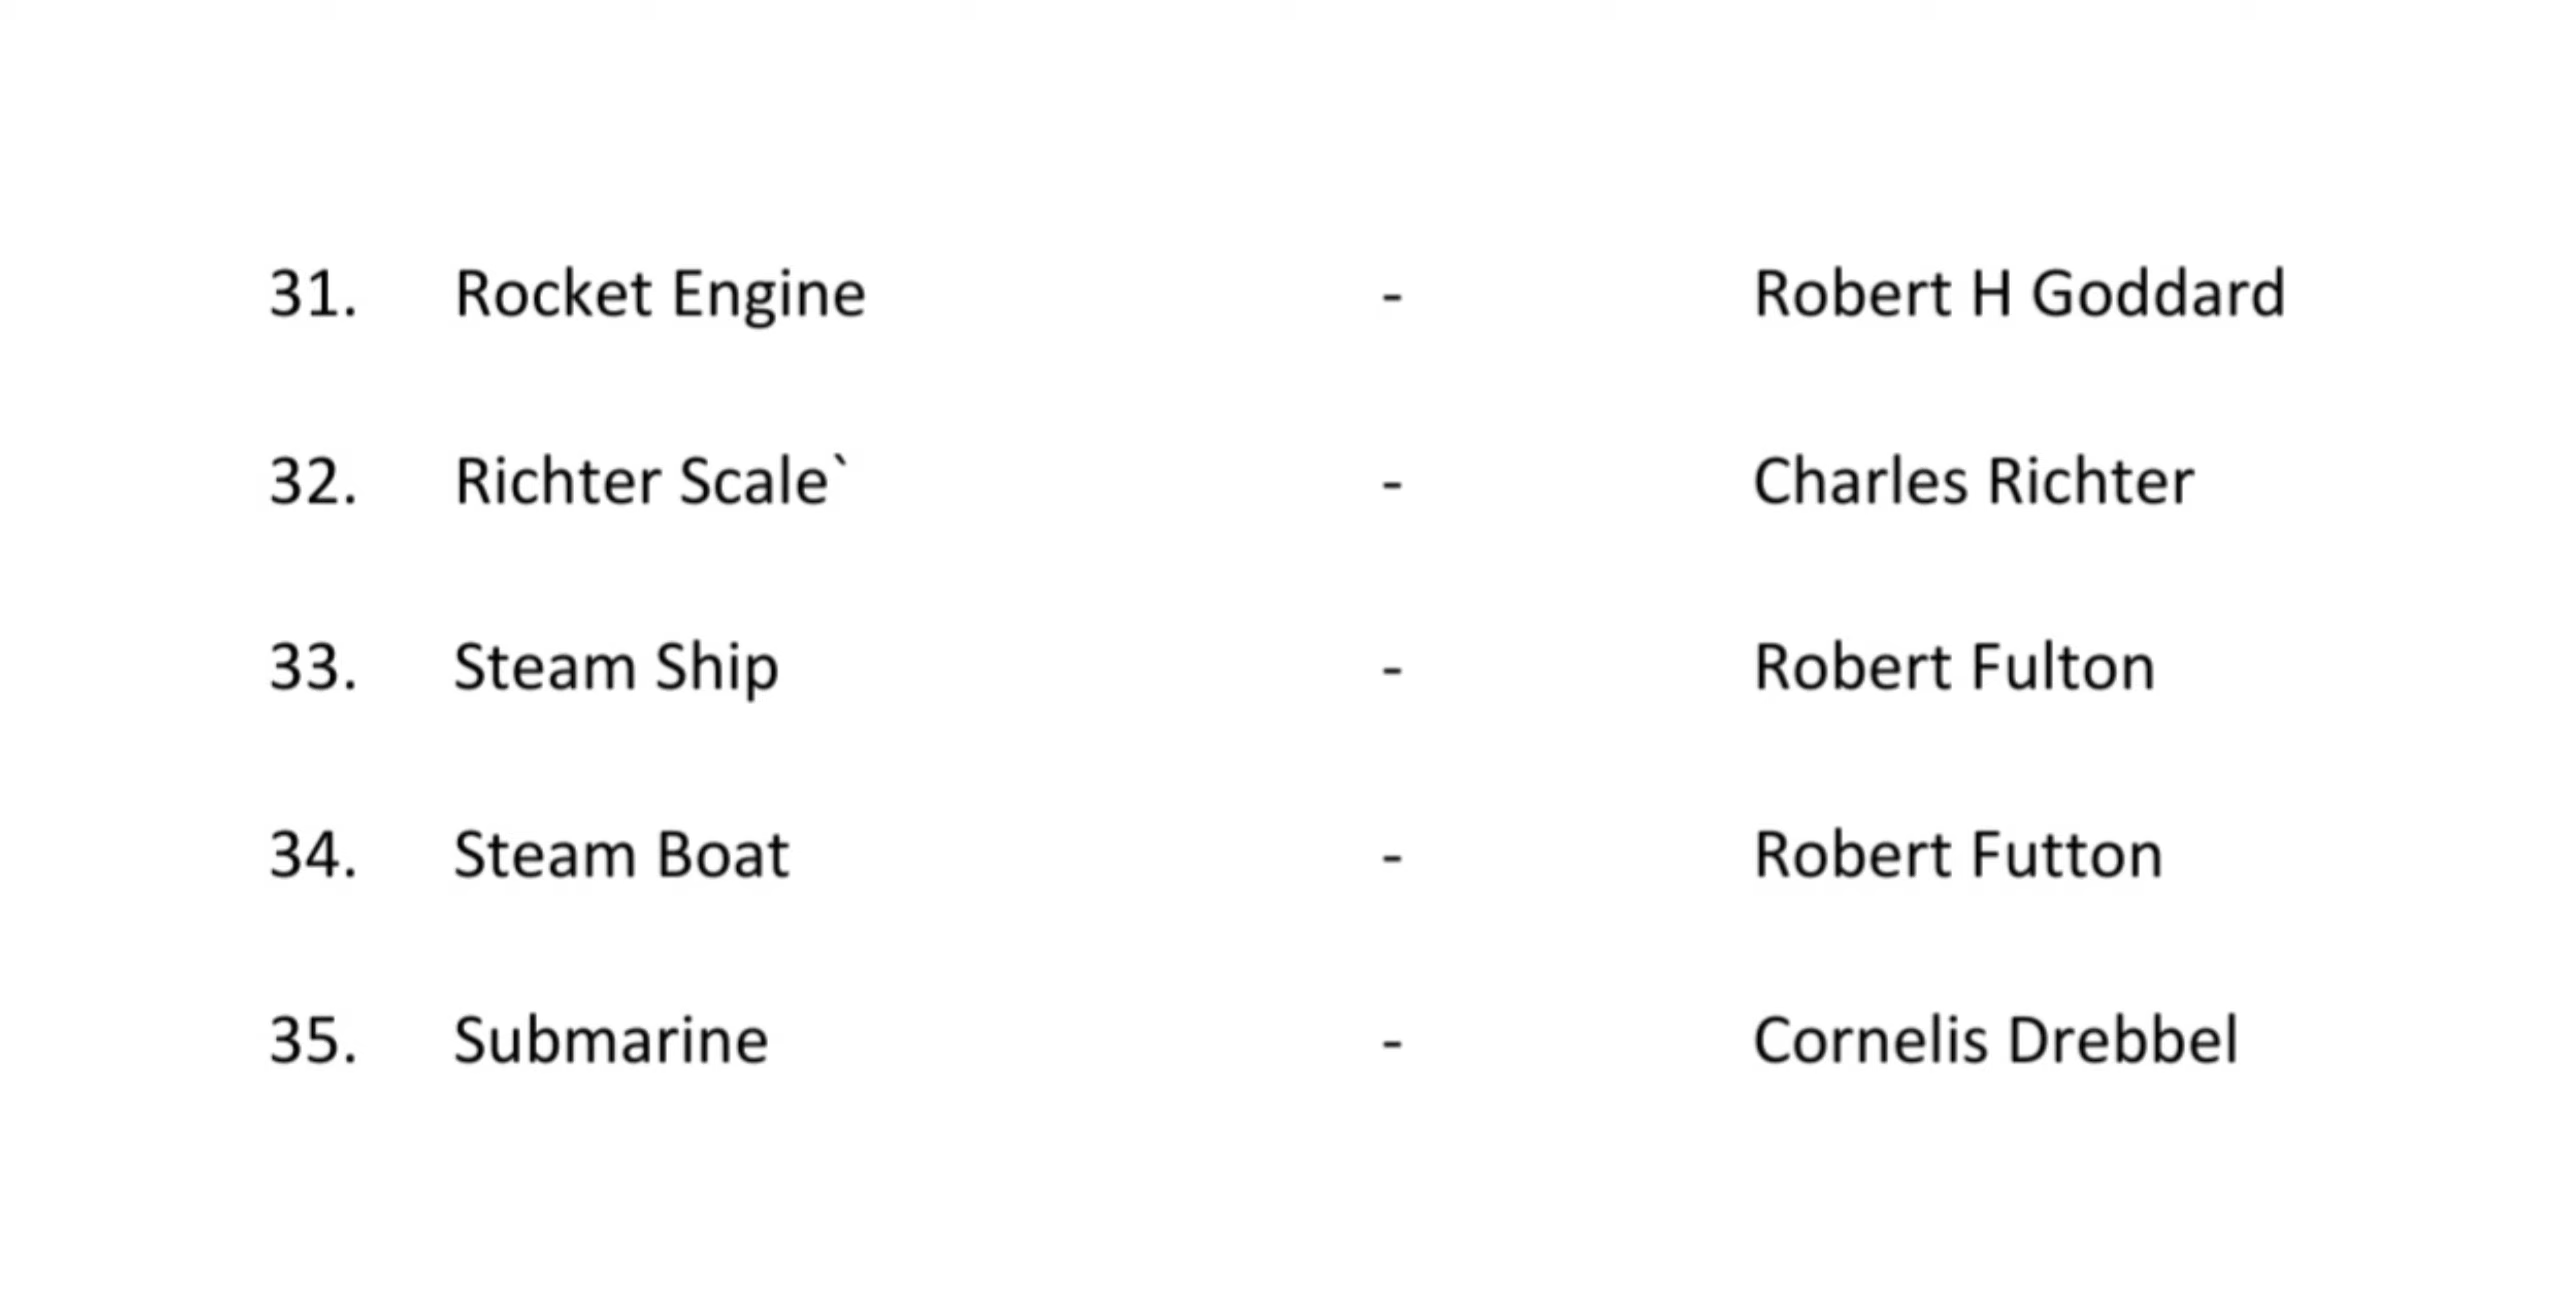 31. Rocket Engine - Robert H Goddard
32. Richter Scale` - Charles Richter
33. Steam Ship - Robert Fulton
34. Steam Boat - Robert Futton
35. Submarine - Cornelis Drebbel